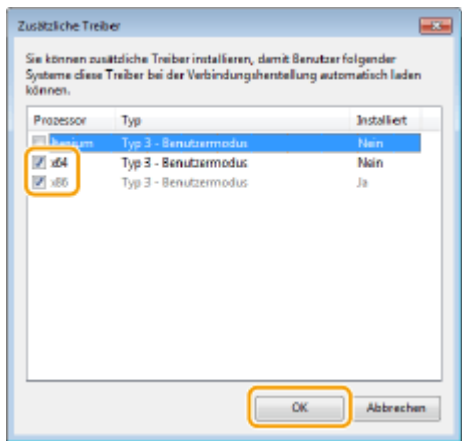 Zusätzliche Treiber
Sie können zusätzliche Treiber installieren, damit Benutzer folgender
Systeme diese Treiber bei der Verbindungsherstellung automatisch laden
können.
Prozessor Typ Installiert
Itanium Typ 3 - Benutzermodus Nein
x64 Typ 3 - Benutzermodus Nein
x86 Typ 3 - Benutzermodus Ja
OK Abbrechen